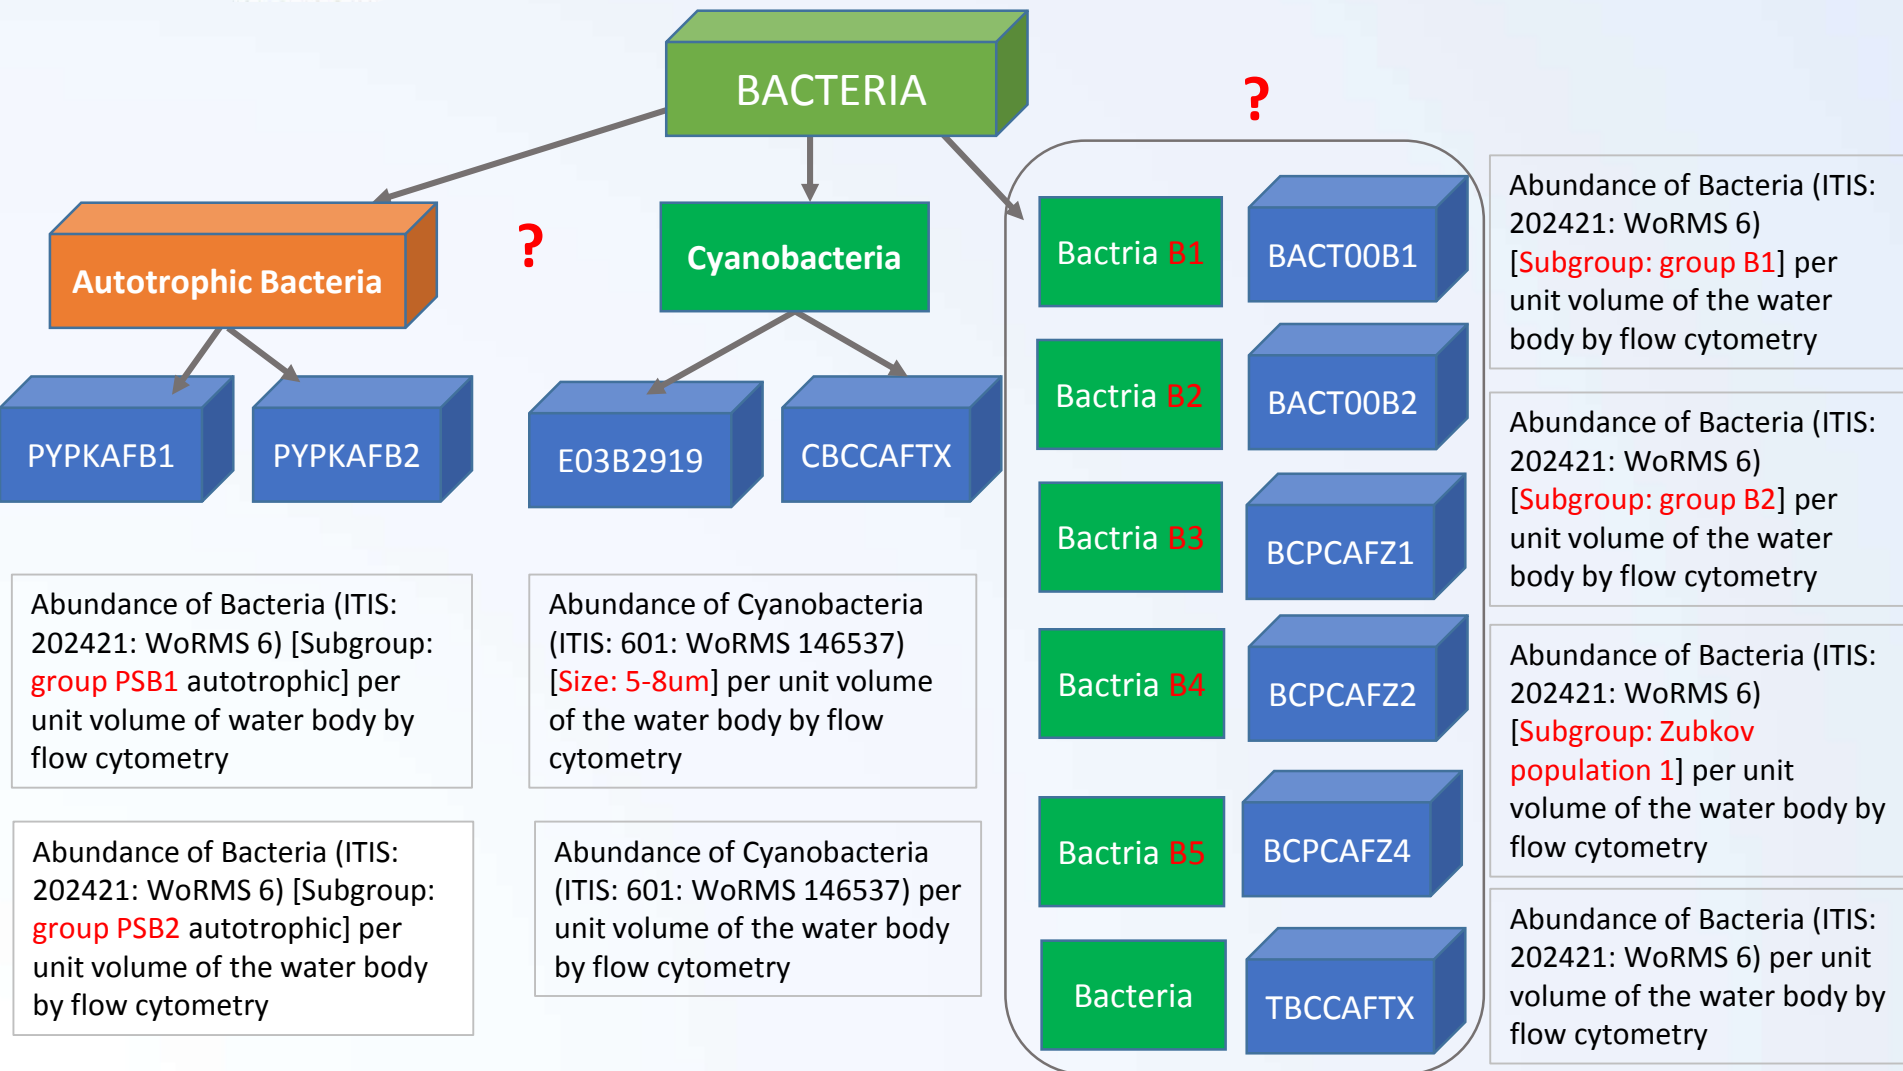 BACTERIA
?
?
Autotrophic Bacteria
Cyanobacteria
PYPKAFB1
PYPKAFB2
E03B2919
CBCCAFTX
Bactria B1
BACT00B1
Bactria B2
BACT00B2
Bactria B3
BCPCAFZ1
Bactria B4
BCPCAFZ2
Bactria B5
BCPCAFZ4
Bacteria
TBCCAFTX
Abundance of Bacteria (ITIS:
202421: WoRMS 6) [Subgroup:
group PSB1 autotrophic] per
unit volume of water body by
flow cytometry
Abundance of Bacteria (ITIS:
202421: WoRMS 6) [Subgroup:
group PSB2 autotrophic] per
unit volume of the water body
by flow cytometry
Abundance of Cyanobacteria
(ITIS: 601: WoRMS 146537)
[Size: 5-8um] per unit volume
of the water body by flow
cytometry
Abundance of Cyanobacteria
(ITIS: 601: WoRMS 146537) per
unit volume of the water body
by flow cytometry
Abundance of Bacteria (ITIS:
202421: WoRMS 6)
[Subgroup: group B1] per
unit volume of the water
body by flow cytometry
Abundance of Bacteria (ITIS:
202421: WoRMS 6)
[Subgroup: group B2] per
unit volume of the water
body by flow cytometry
Abundance of Bacteria (ITIS:
202421: WoRMS 6)
[Subgroup: Zubkov
population 1] per unit
volume of the water body by
flow cytometry
Abundance of Bacteria (ITIS:
202421: WoRMS 6) per unit
volume of the water body by
flow cytometry